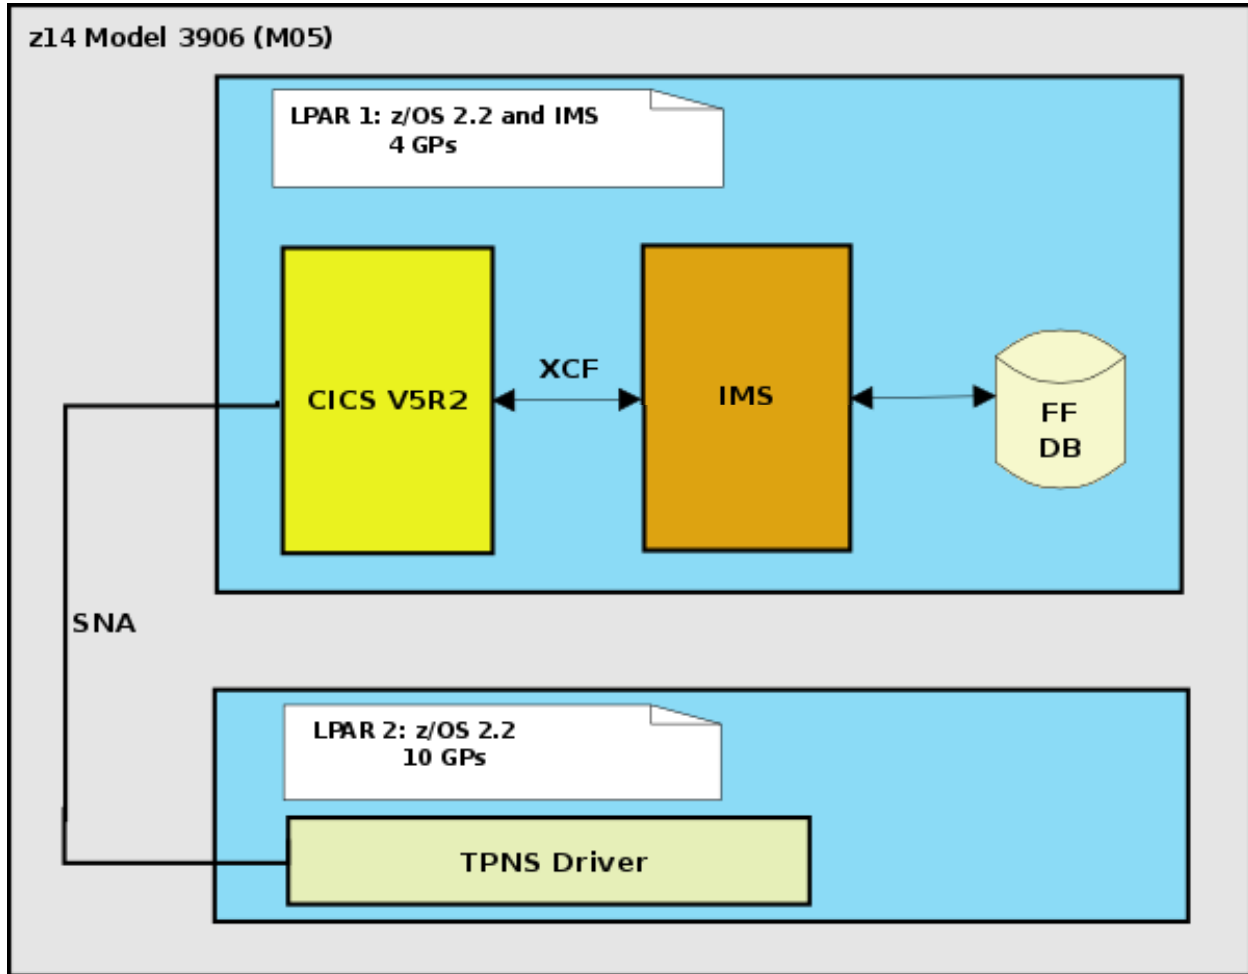 z14 Model 3906 (M05)
LPAR 1: z/OS 2.2 and IMS
4 GPs
CICS V5R2
XCF
IMS
FF
DB
SNA
LPAR 2: z/OS 2.2
10 GPs
TPNS Driver